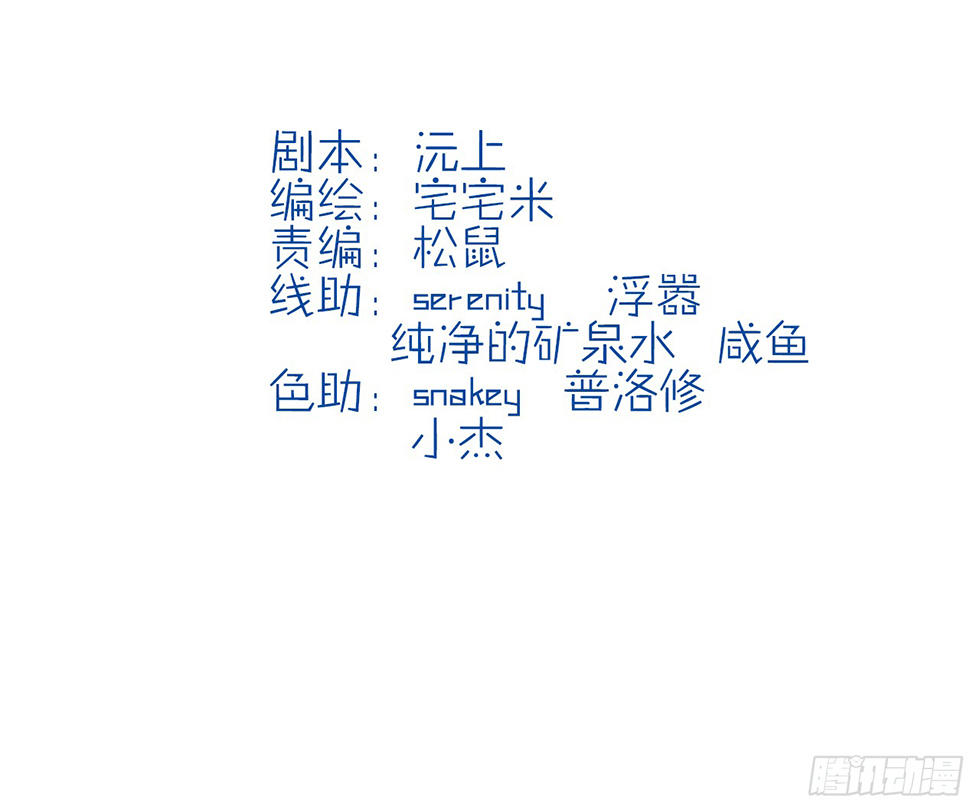 剧本：沅上
编绘：宅宅米
责编：松鼠
线助：serenity 浮嚣
纯净的矿泉水 咸鱼
色助：snakey 普洛修
小杰
腾讯动漫